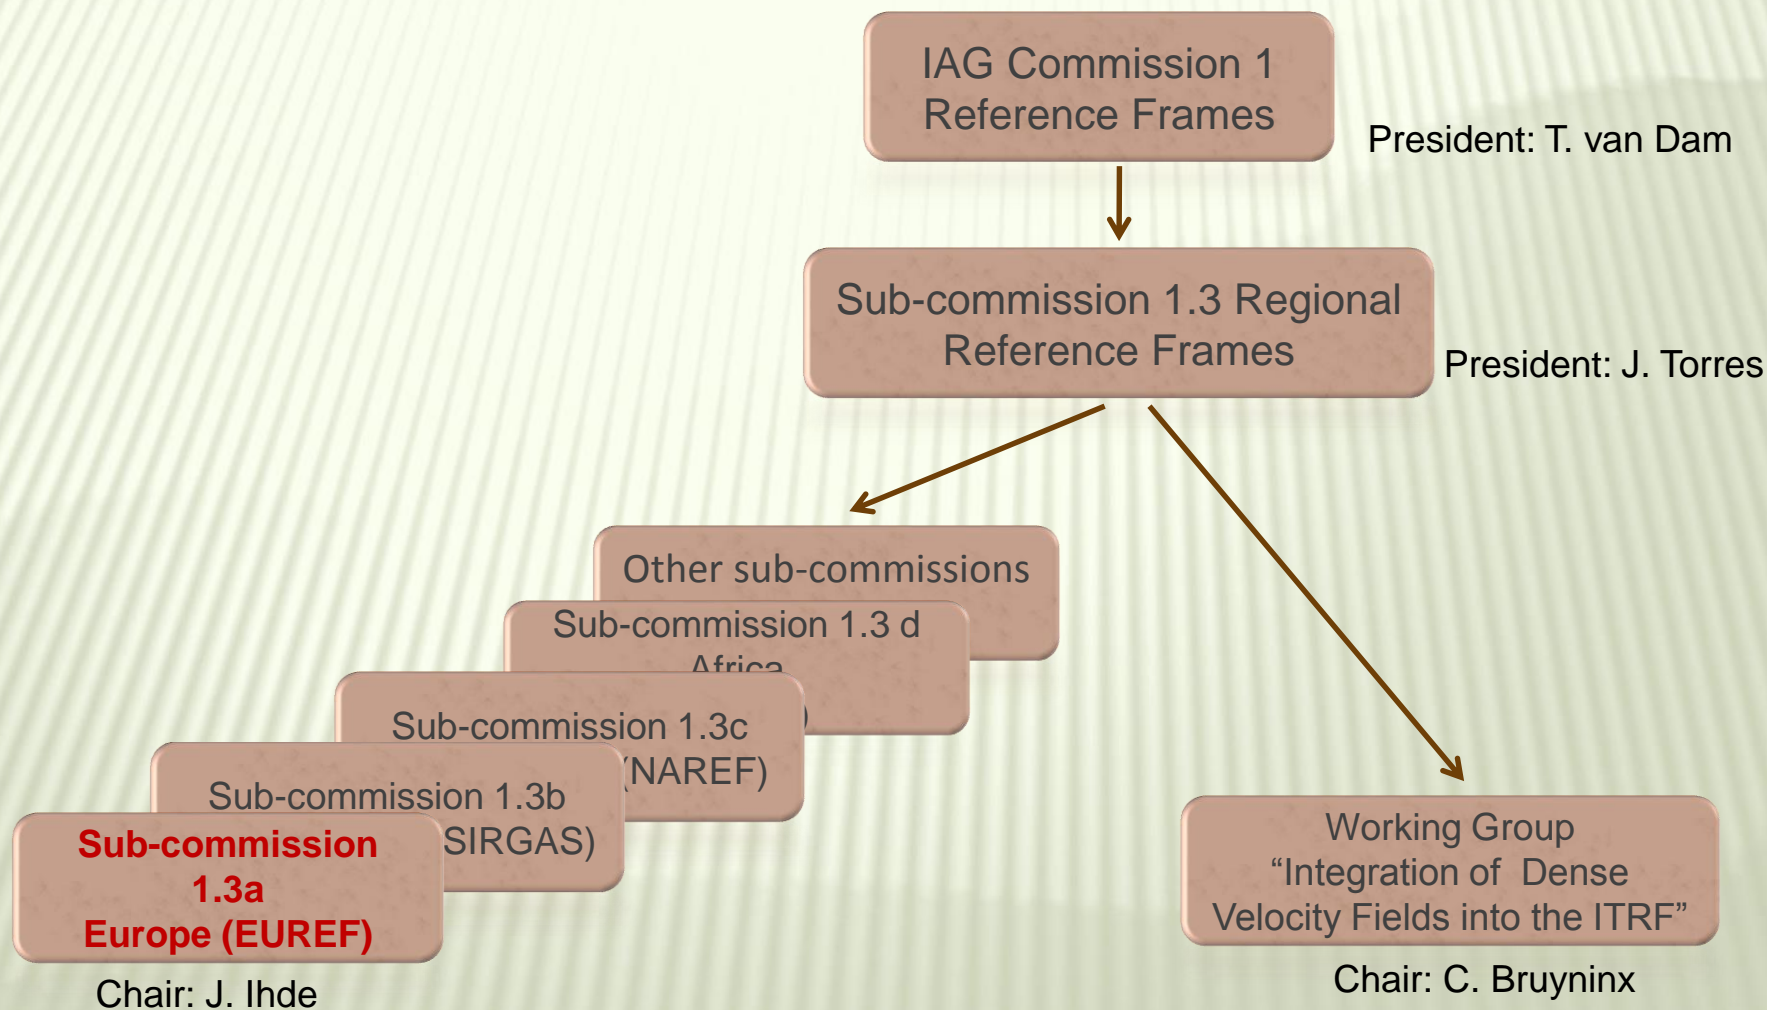 IAG Commission 1
Reference Frames
President: T. van Dam
Sub-commission 1.3 Regional
Reference Frames
President: J. Torres
Other sub-commissions
Sub-commission 1.3 d
Africa
)
Sub-commission 1.3c
(NAREF)
Sub-commission 1.3b
SIRGAS)
Sub-commission
1.3a
Europe (EUREF)
Chair: J. Ihde
Working Group
“Integration of Dense
Velocity Fields into the ITRF”
Chair: C. Bruyninx